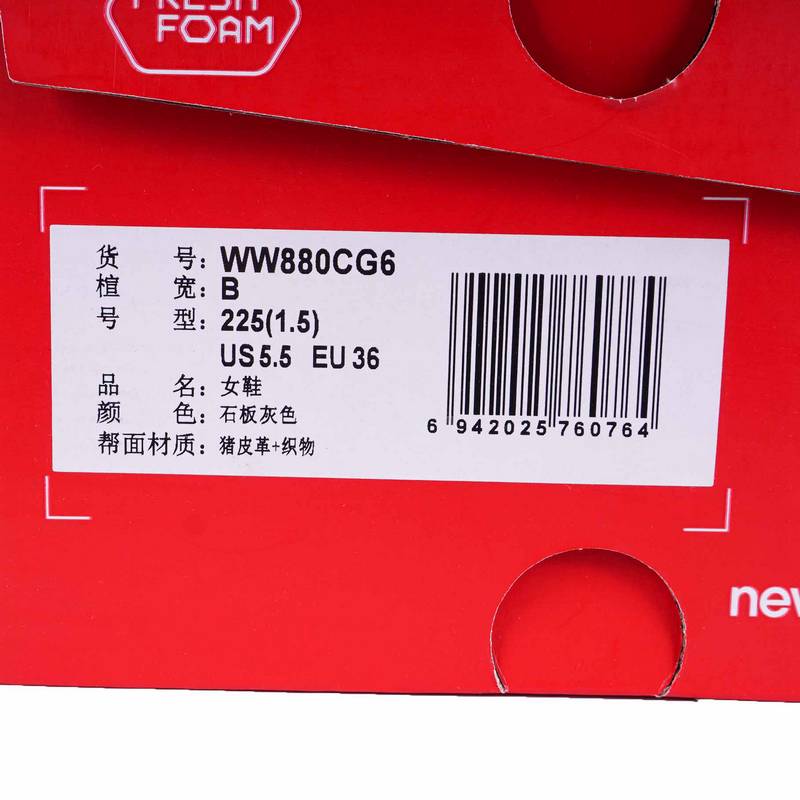 FRESH
FOAM
货 号: WW880CG6
楦 宽: B
号 型: 225(1.5)
US 5.5 EU 36
品 名: 女鞋
颜 色: 石板灰色
帮面材质: 猪皮革+织物
6 942025 760764
new